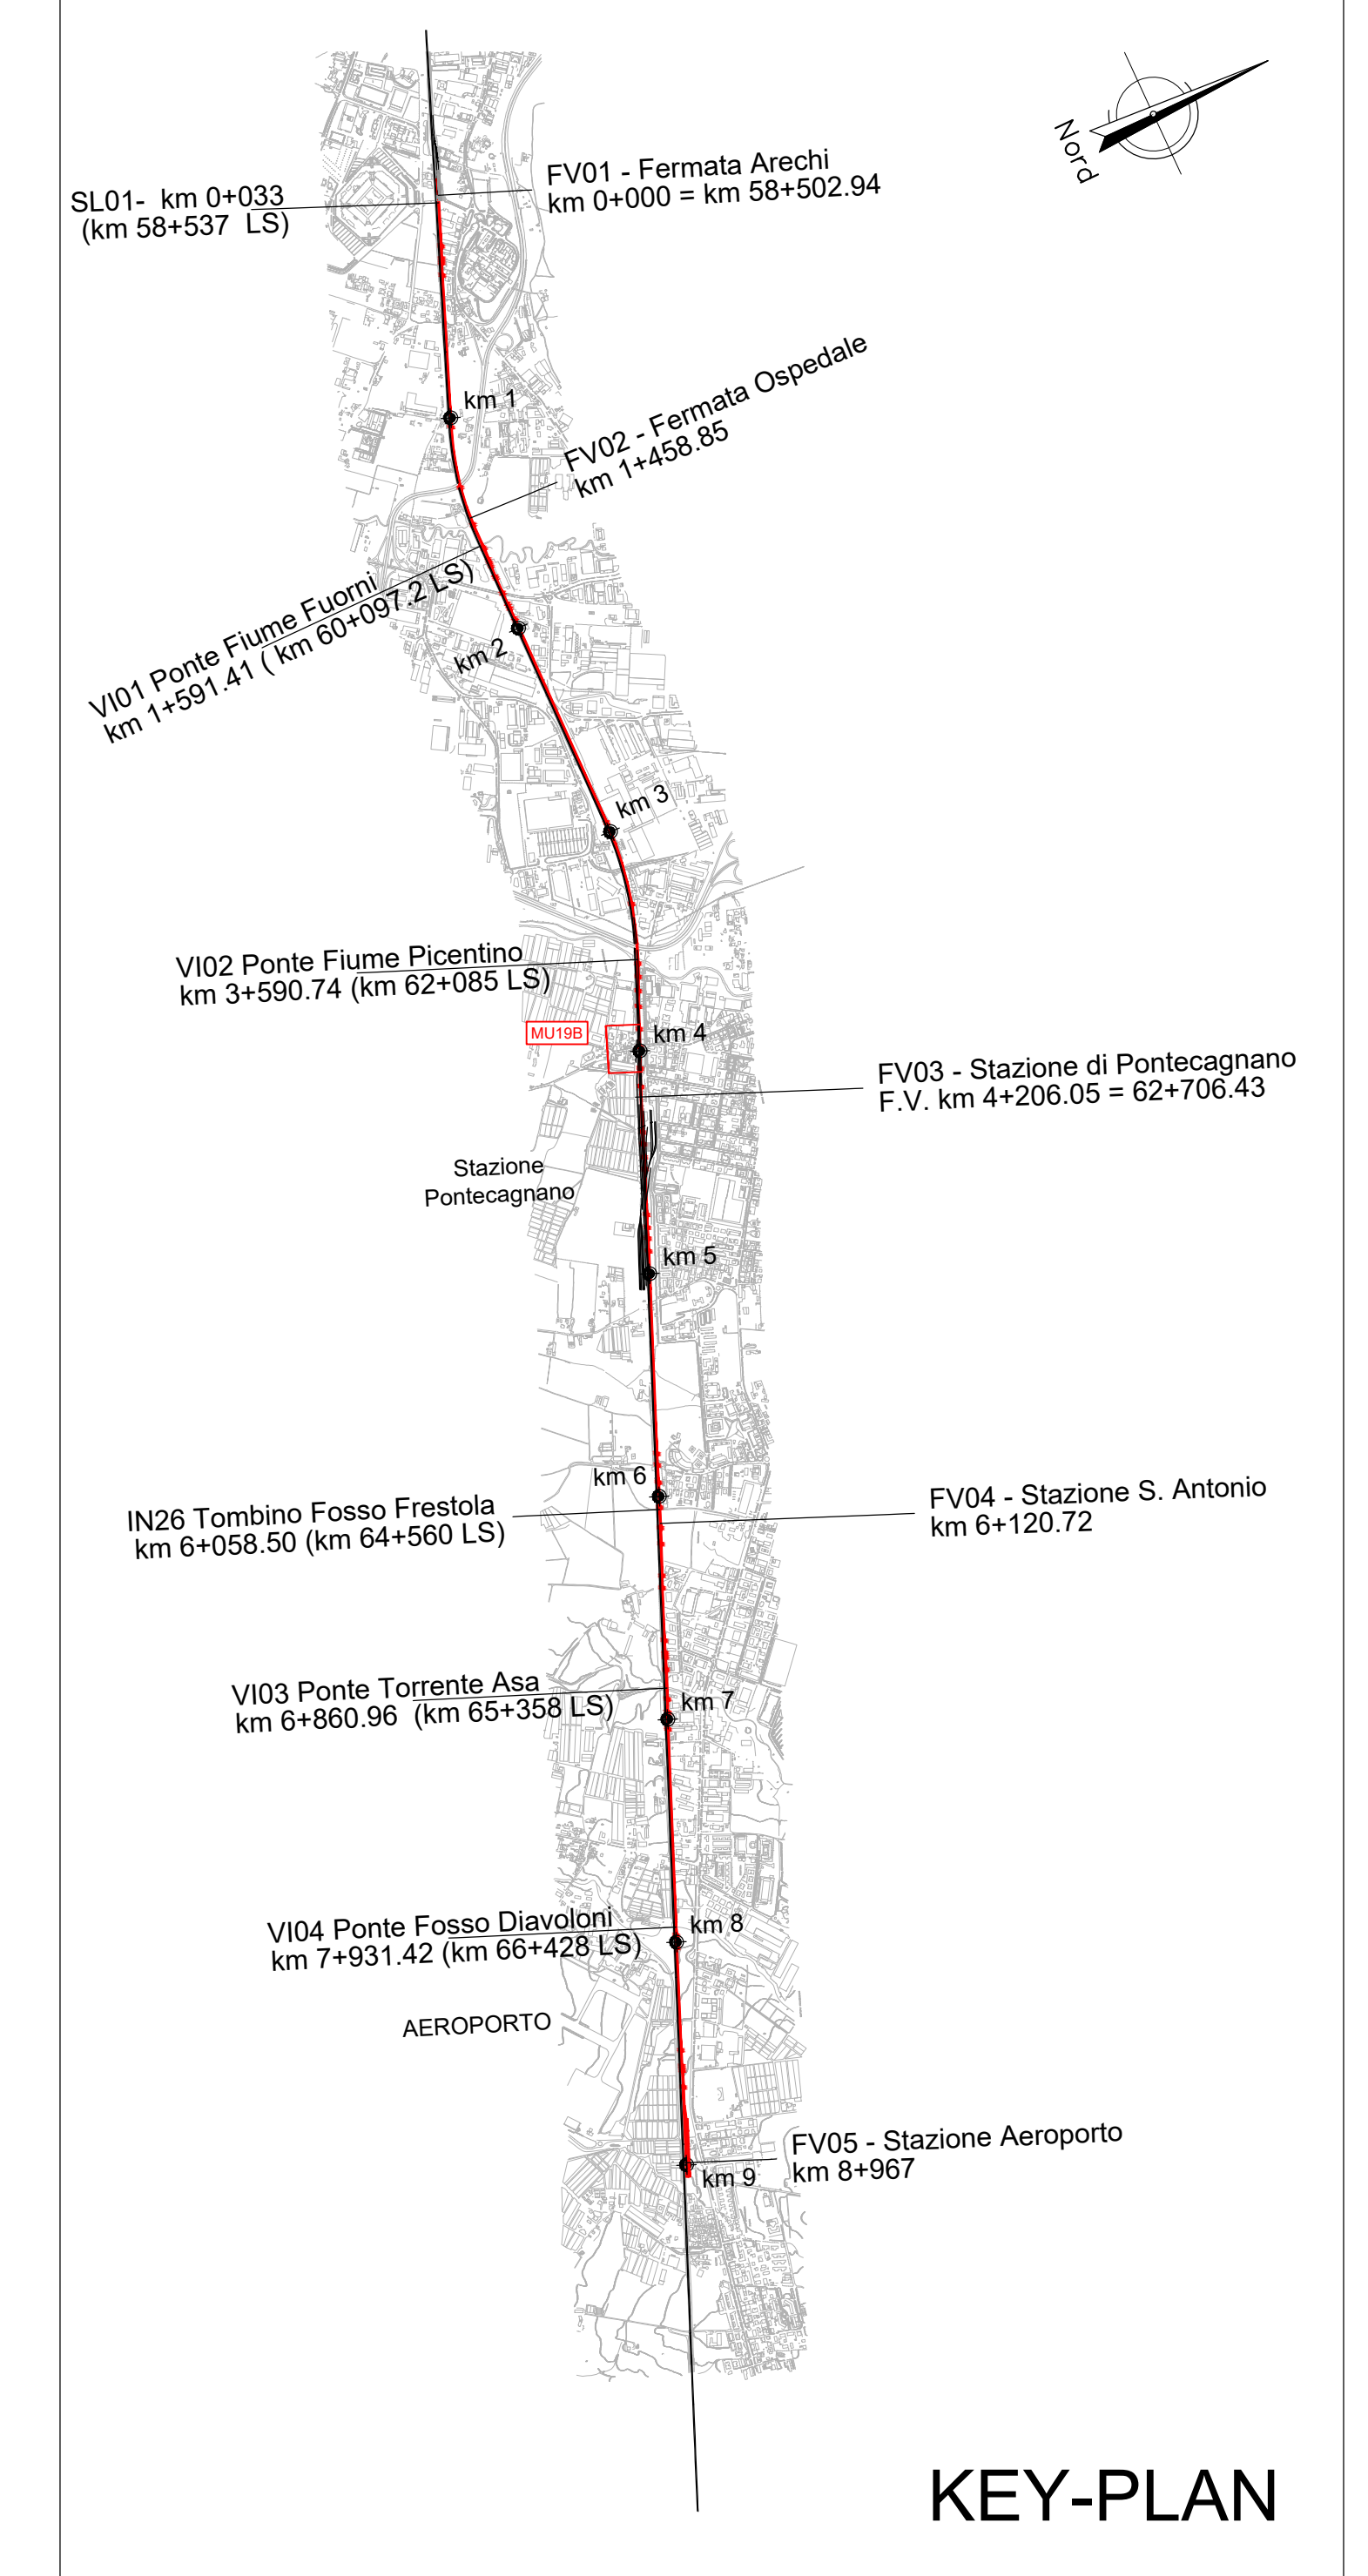 Nord
FV01 - Fermata Arechi
km 0+000 = km 58+502.94
SL01-  km 0+033
(km 58+537  LS)
km 1
FV02 - Fermata Ospedale
km 1+458.85
VI01 Ponte Fiume Fuorni
km 1+591.41 ( km 60+097.2 LS)
km 2
km 3
VI02 Ponte Fiume Picentino
km 3+590.74 (km 62+085 LS)
MU19B
km 4
FV03 - Stazione di Pontecagnano
F.V. km 4+206.05 = 62+706.43
Stazione
Pontecagnano
km 5
km 6
IN26 Tombino Fosso Frestola
km 6+058.50 (km 64+560 LS)
FV04 - Stazione S. Antonio
km 6+120.72
VI03 Ponte Torrente Asa
km 6+860.96  (km 65+358 LS)
km 7
VI04 Ponte Fosso Diavoloni
km 7+931.42 (km 66+428 LS)
km 8
AEROPORTO
FV05 - Stazione Aeroporto
km 8+967
km 9
KEY-PLAN